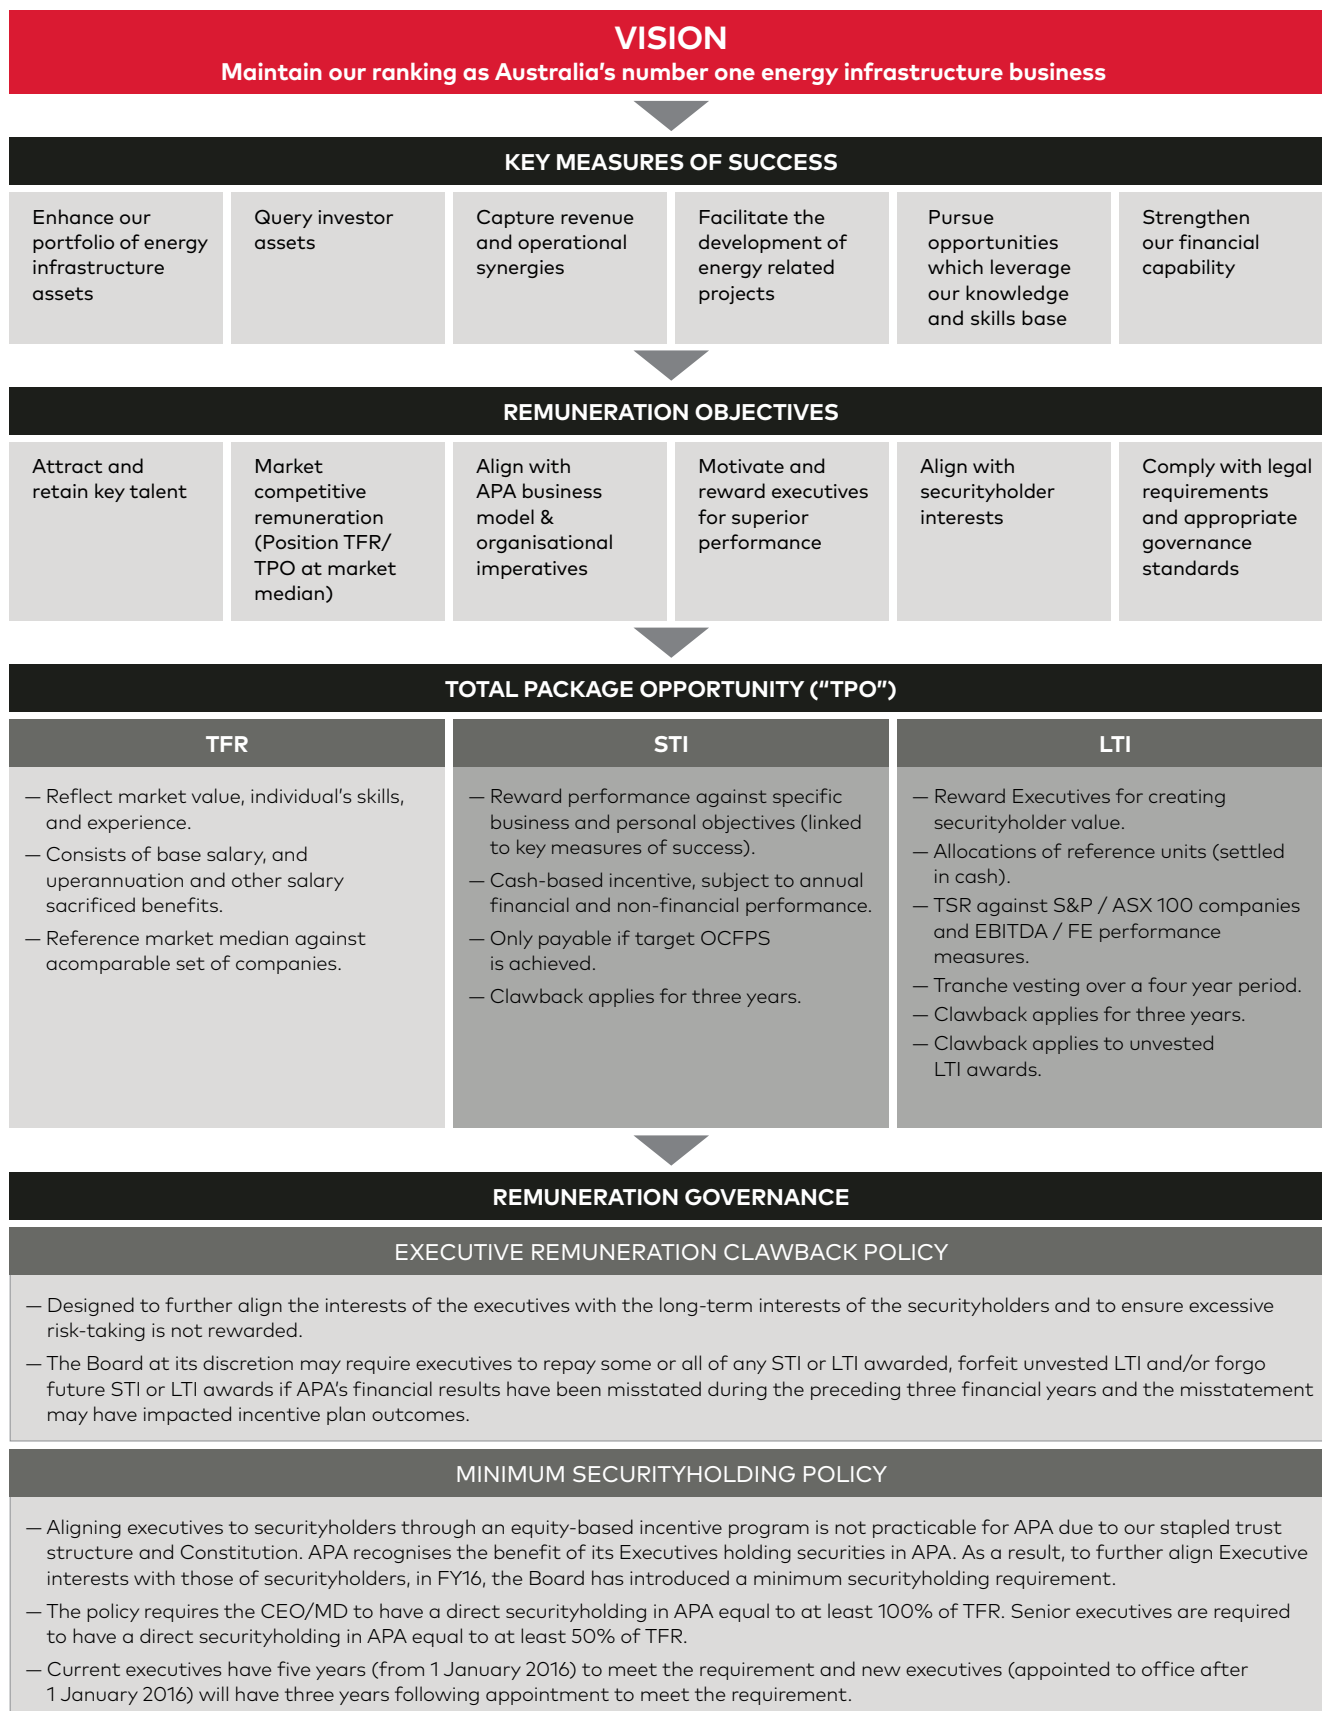 VISION
Maintain our ranking as Australia's number one energy infrastructure business
KEY MEASURES OF SUCCESS
Enhance our
portfolio of energy
infrastructure
assets
Query investor
assets
Capture revenue
and operational
synergies
Facilitate the
development of
energy related
projects
Pursue
opportunities
which leverage
our knowledge
and skills base
Strengthen
our financial
capability
REMUNERATION OBJECTIVES
Attract and
retain key talent
Market
competitive
remuneration
(Position TFR/
TPO at market
median)
Align with
APA business
model &
organisational
imperatives
Motivate and
reward executives
for superior
performance
Align with
securityholder
interests
Comply with legal
requirements
and appropriate
governance
standards
TOTAL PACKAGE OPPORTUNITY ("TPO")
TFR
— Reflect market value, individual's skills,
and experience.
— Consists of base salary, and
uperannuation and other salary
sacrificed benefits.
— Reference market median against
acomparable set of companies.
STI
— Reward performance against specific
business and personal objectives (linked
to key measures of success).
— Cash-based incentive, subject to annual
financial and non-financial performance.
— Only payable if target OCFPS
is achieved.
— Clawback applies for three years.
LTI
— Reward Executives for creating
securityholder value.
— Allocations of reference units (settled
in cash).
— TSR against S&P / ASX 100 companies
and EBITDA / FE performance
measures.
— Tranche vesting over a four year period.
— Clawback applies for three years.
— Clawback applies to unvested
LTI awards.
REMUNERATION GOVERNANCE
EXECUTIVE REMUNERATION CLAWBACK POLICY
— Designed to further align the interests of the executives with the long-term interests of the securityholders and to ensure excessive
risk-taking is not rewarded.
— The Board at its discretion may require executives to repay some or all of any STI or LTI awarded, forfeit unvested LTI and/or forgo
future STI or LTI awards if APA's financial results have been misstated during the preceding three financial years and the misstatement
may have impacted incentive plan outcomes.
MINIMUM SECURITYHOLDING POLICY
— Aligning executives to securityholders through an equity-based incentive program is not practicable for APA due to our stapled trust
structure and Constitution. APA recognises the benefit of its Executives holding securities in APA. As a result, to further align Executive
interests with those of securityholders, in FY16, the Board has introduced a minimum securityholding requirement.
— The policy requires the CEO/MD to have a direct securityholding in APA equal to at least 100% of TFR. Senior executives are required
to have a direct securityholding in APA equal to at least 50% of TFR.
— Current executives have five years (from 1 January 2016) to meet the requirement and new executives (appointed to office after
1 January 2016) will have three years following appointment to meet the requirement.